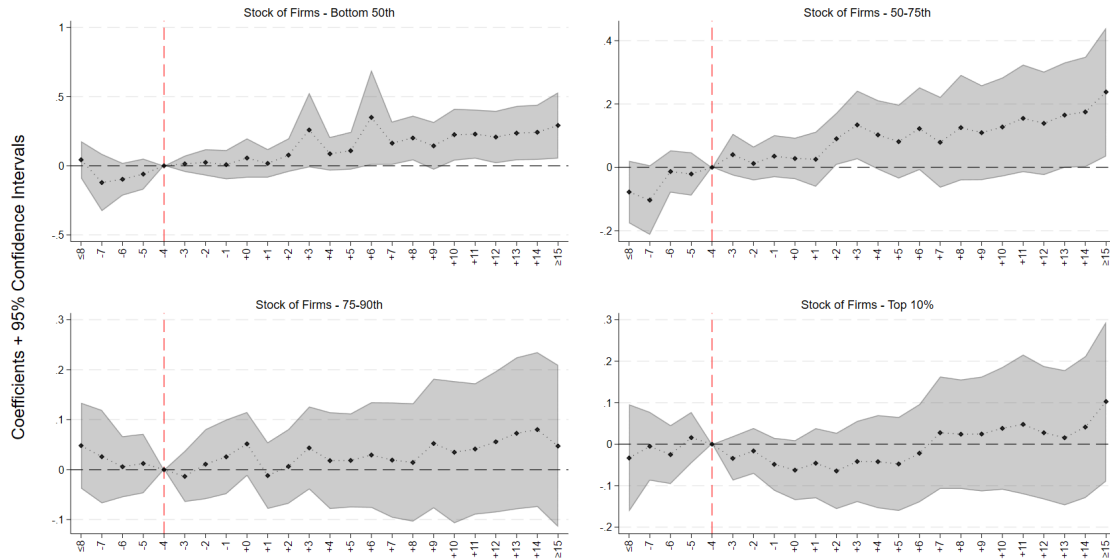 Coefficients + 95% Confidence Intervals
Stock of Firms - Bottom 50th
1
.5
0
-.5
≤8 -7 -6 -5 -4 -3 -2 -1 +0 +1 +2 +3 +4 +5 +6 +7 +8 +9 +10 +11 +12 +13 +14 ≥15
Stock of Firms - 50-75th
.4
.2
0
-.2
≤8 -7 -6 -5 -4 -3 -2 -1 +0 +1 +2 +3 +4 +5 +6 +7 +8 +9 +10 +11 +12 +13 +14 ≥15
Stock of Firms - 75-90th
.3
.2
.1
0
-.1
≤8 -7 -6 -5 -4 -3 -2 -1 +0 +1 +2 +3 +4 +5 +6 +7 +8 +9 +10 +11 +12 +13 +14 ≥15
Stock of Firms - Top 10%
.3
.2
.1
0
-.1
-.2
≤8 -7 -6 -5 -4 -3 -2 -1 +0 +1 +2 +3 +4 +5 +6 +7 +8 +9 +10 +11 +12 +13 +14 ≥15